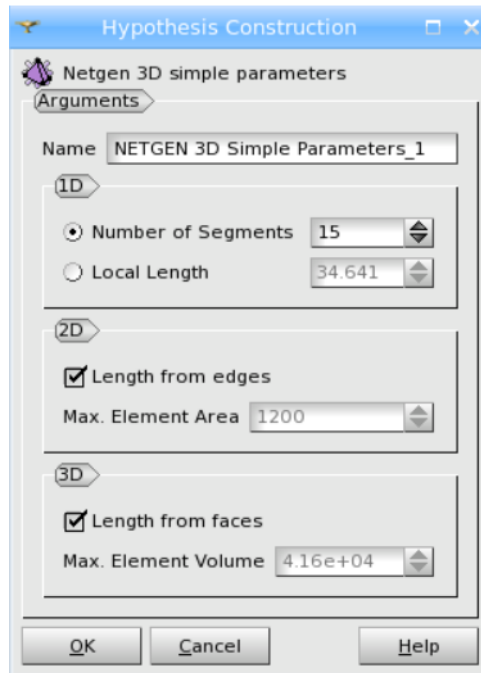 Hypothesis Construction
Netgen 3D simple parameters
Arguments
Name NETGEN 3D Simple Parameters_1
1D
Number of Segments 15
Local Length 34.641
2D
Length from edges
Max. Element Area 1200
3D
Length from faces
Max. Element Volume 4.16e+04
OK Cancel Help